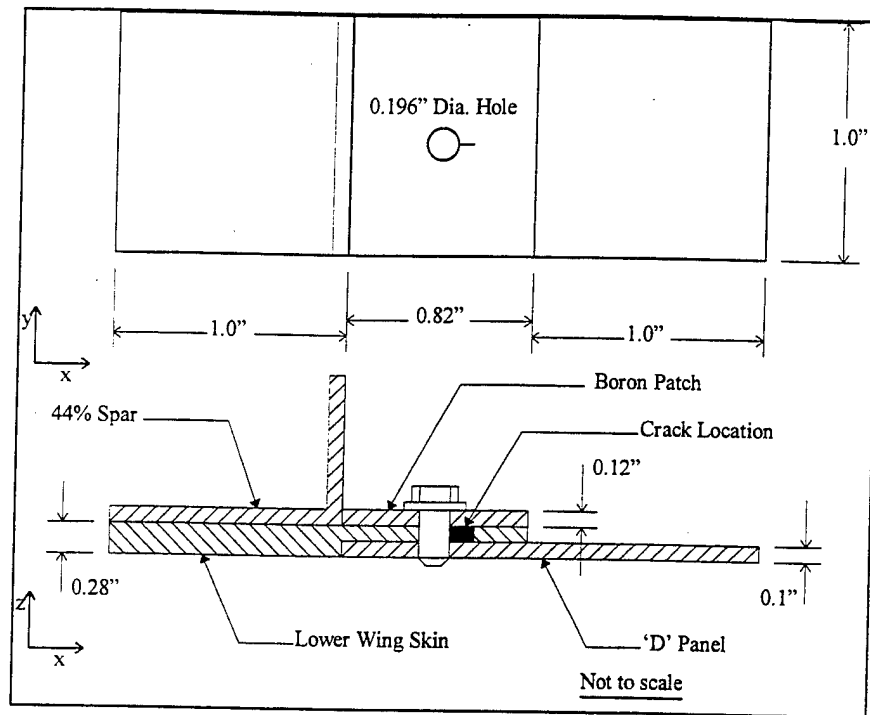 0.196” Dia. Hole
1.0”
1.0”
0.82”
1.0”
y
x
Boron Patch
44% Spar
Crack Location
0.12”
0.28”
0.1”
z
x
Lower Wing Skin
‘D’ Panel
Not to scale